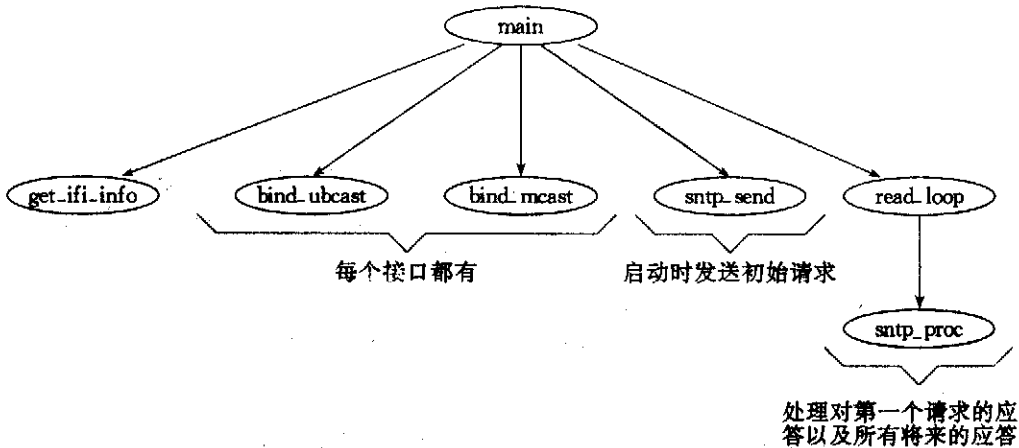 main
get_ifi_info
bind_ubcast
bind_mcast
sntp_send
read_loop
每个接口都有
启动时发送初始请求
sntp_proc
处理对第一个请求的应
答以及所有将来的应答